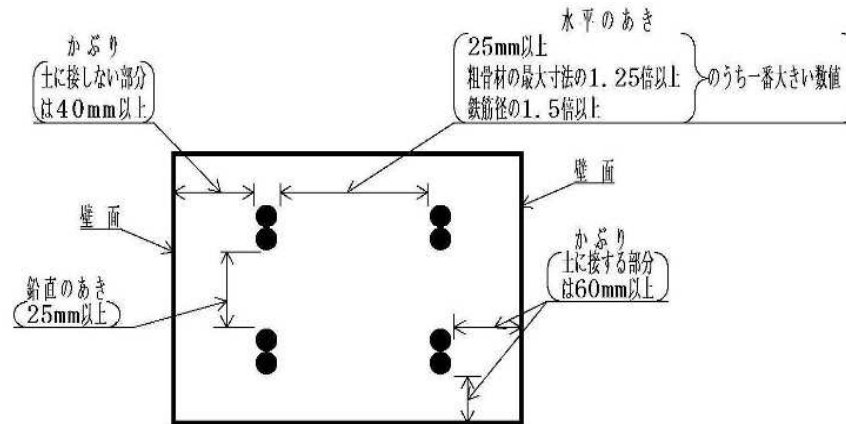 かぶり
土に接しない部分
は40mm以上
水平のあき
25mm以上
粗骨材の最大寸法の1.25倍以上
鉄筋径の1.5倍以上
のうち一番大きい数値
壁面
壁面
かぶり
土に接する部分
は60mm以上
鉛直のあき
25mm以上